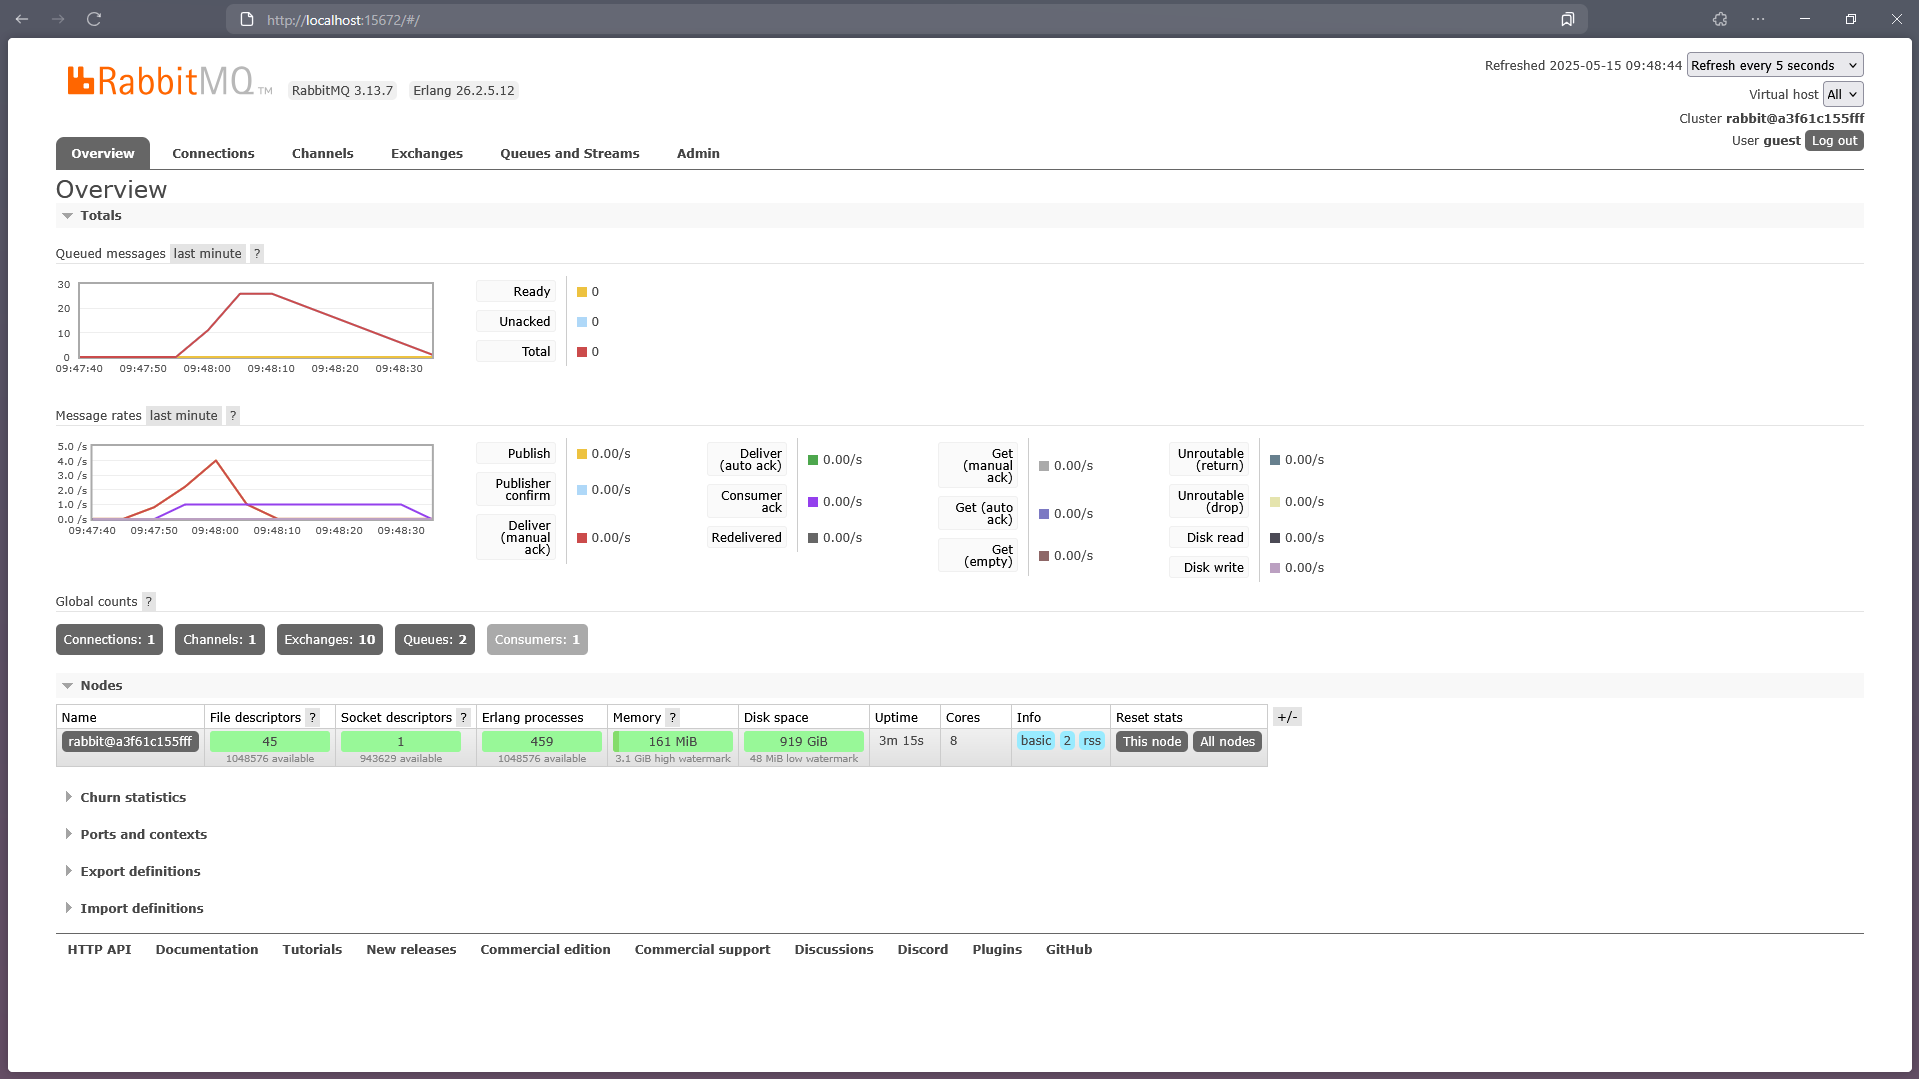 http://localhost:15672/#/
RabbitMQ TM
RabbitMQ 3.13.7 Erlang 26.2.5.12
Refreshed 2025-05-15 09:48:44 Refresh every 5 seconds
Virtual host All
Cluster rabbit@a3f61c155fff
User guest Log out
Overview Connections Channels Exchanges Queues and Streams Admin
Overview
Totals
Queued messages last minute ?
30
20
10
0
09:47:40 09:47:50 09:48:00 09:48:10 09:48:20 09:48:30
Ready 0
Unacked 0
Total 0
Message rates last minute ?
5.0 /s
4.0 /s
3.0 /s
2.0 /s
1.0 /s
0.0 /s
09:47:40 09:47:50 09:48:00 09:48:10 09:48:20 09:48:30
Publish 0.00/s
Publisher
confirm 0.00/s
Deliver
(manual
ack) 0.00/s
Deliver
(auto ack) 0.00/s
Consumer
ack 0.00/s
Redelivered 0.00/s
Get
(manual
ack) 0.00/s
Get (auto
ack) 0.00/s
Get
(empty) 0.00/s
Unroutable
(return) 0.00/s
Unroutable
(drop) 0.00/s
Disk read 0.00/s
Disk write 0.00/s
Global counts ?
Connections: 1 Channels: 1 Exchanges: 10 Queues: 2 Consumers: 1
Nodes
Name File descriptors ? Socket descriptors ? Erlang processes Memory ? Disk space Uptime Cores Info Reset stats +/-
rabbit@a3f61c155fff 45 1 459 161 MiB 919 GiB 3m 15s 8 basic 2 rss This node All nodes
1048576 available 943629 available 1048576 available 3.1 GiB high watermark 48 MiB low watermark
Churn statistics
Ports and contexts
Export definitions
Import definitions
HTTP API Documentation Tutorials New releases Commercial edition Commercial support Discussions Discord Plugins GitHub